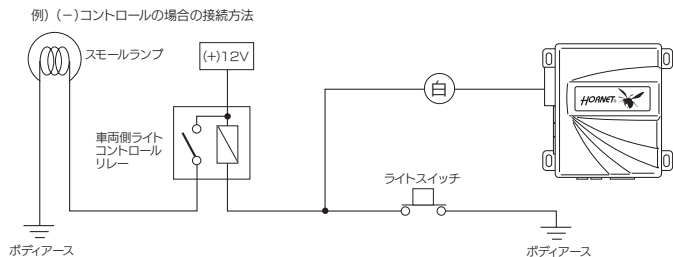 例）（－）コントロールの場合の接続方法
スモールランプ
(+)12V
白
HORNET®
車両側ライト
コントロール
リレー
ライトスイッチ
ボディアース
ボディアース